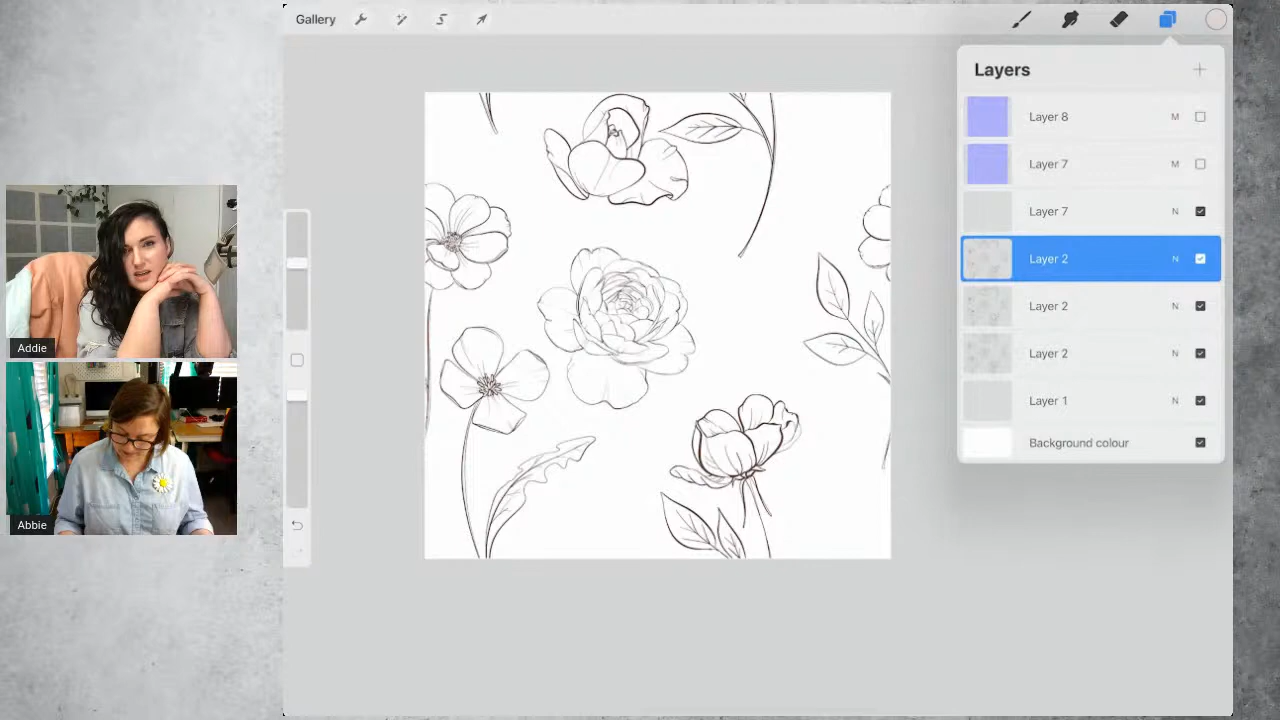 Gallery
Layers
Layer 8 M
Layer 7 M
Layer 7 N
Layer 2 N
Layer 2 N
Layer 2 N
Layer 1 N
Background colour
Addie
Abbie